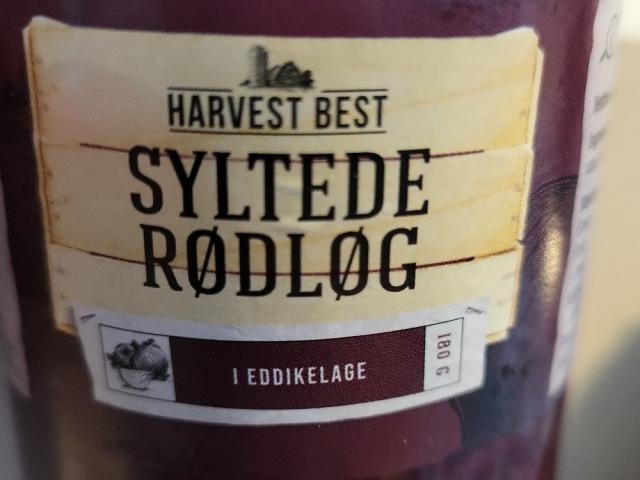 HARVEST BEST
SYLTEDE
RØDLØG
I EDDIKELAGE
180 G